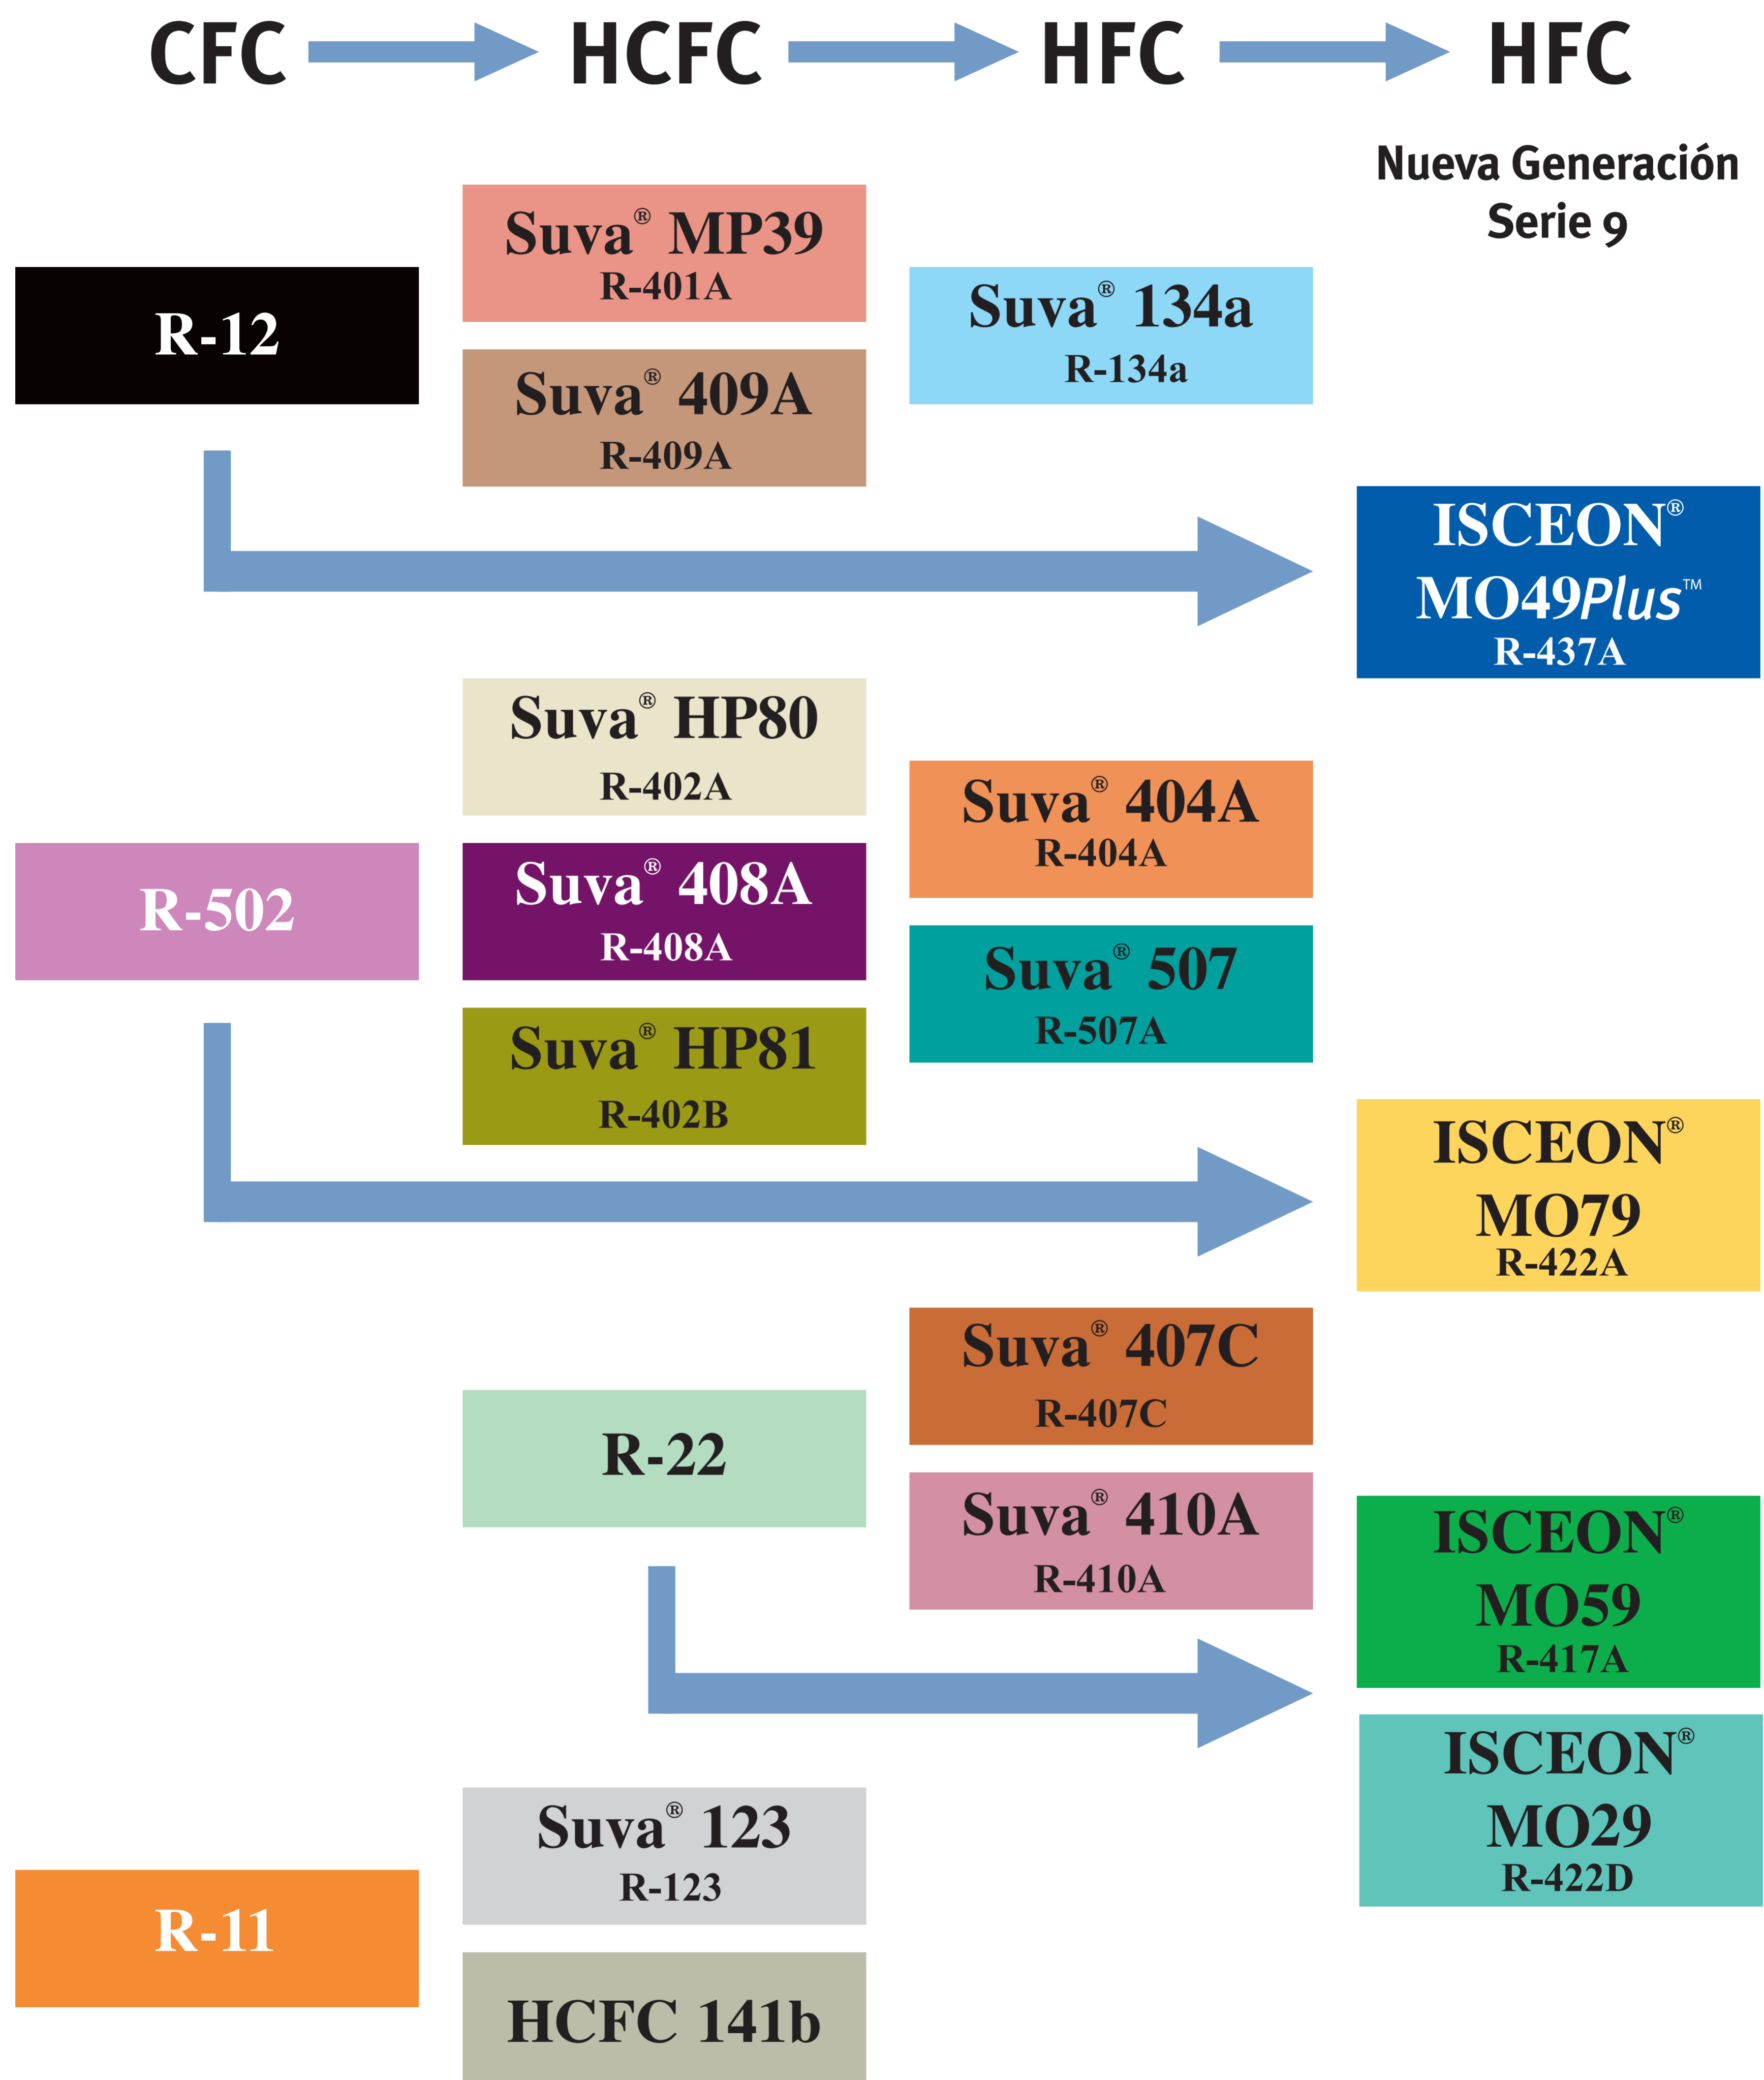 CFC
HCFC
HFC
HFC
Nueva Generación
Serie 9
R-12
Suva® MP39
R-401A
Suva® 409A
R-409A
Suva® 134a
R-134a
ISCEON®
MO49Plus™
R-437A
R-502
Suva® HP80
R-402A
Suva® 408A
R-408A
Suva® HP81
R-402B
Suva® 404A
R-404A
Suva® 507
R-507A
ISCEON®
MO79
R-422A
R-22
Suva® 407C
R-407C
Suva® 410A
R-410A
ISCEON®
MO59
R-417A
ISCEON®
MO29
R-422D
R-11
Suva® 123
R-123
HCFC 141b